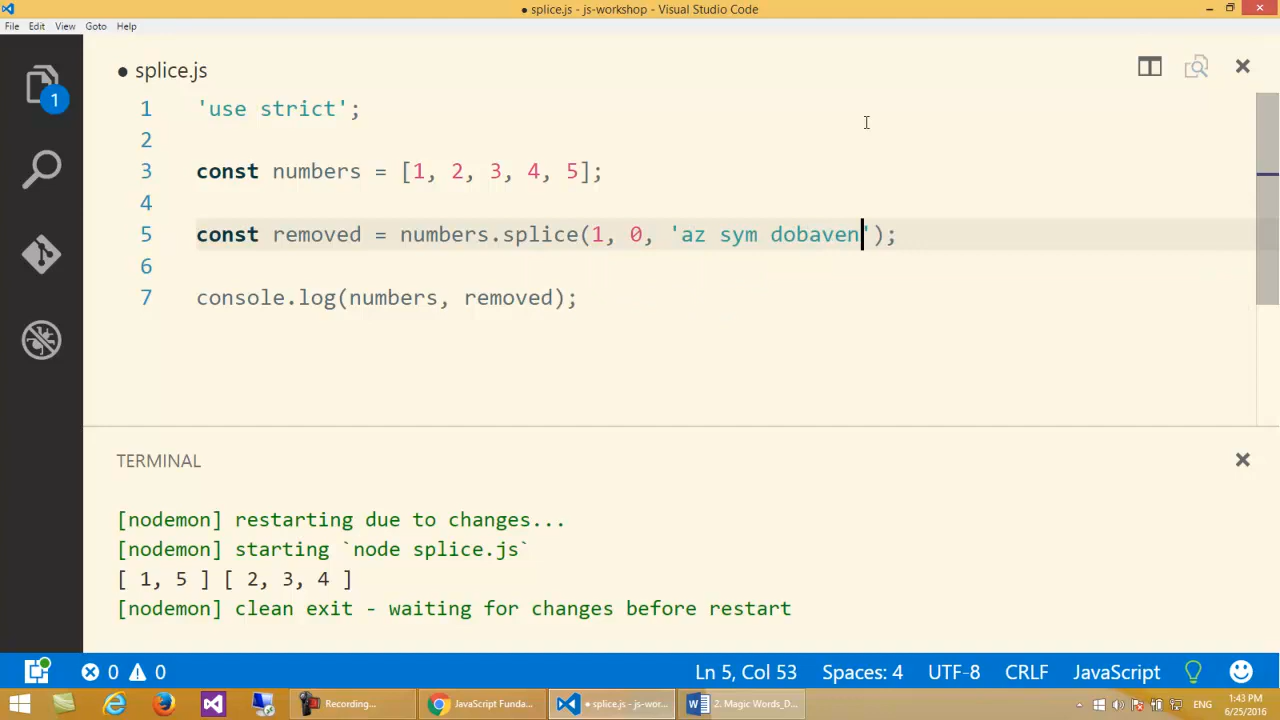 ● splice.js - js-workshop - Visual Studio Code
File Edit View Goto Help
● splice.js
1
1 'use strict';
2
3 const numbers = [1, 2, 3, 4, 5];
4
5 const removed = numbers.splice(1, 0, 'az sym dobaven');
6
7 console.log(numbers, removed);
TERMINAL
[nodemon] restarting due to changes...
[nodemon] starting `node splice.js`
[ 1, 5 ] [ 2, 3, 4 ]
[nodemon] clean exit - waiting for changes before restart
0 0 Ln 5, Col 53 Spaces: 4 UTF-8 CRLF JavaScript
Recording... JavaScript Funda... ● splice.js - js-wor... 2. Magic Words_D... ENG 1:43 PM
6/25/2016